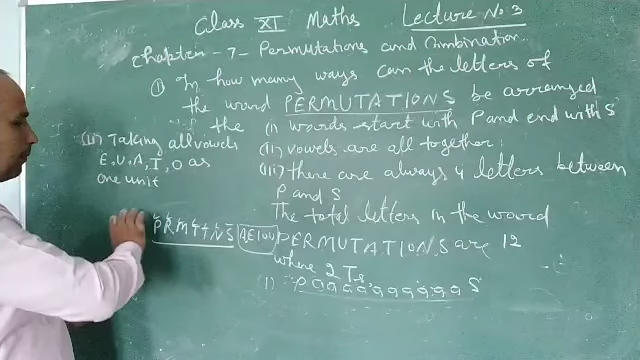 Class XI Maths Lecture No 3
Chapter - 7 - Permutations and Combination.
① In how many ways can the letters of
the word PERMUTATIONS be arranged
if the (i) words start with P and end with S
(ii) vowels are all together.
(iii) there are always 4 letters between
P and S
The total letters in the word
PERMUTATIONS are 12
where 2 Ts
(i) P a a a a a a a a a a S
(ii) Taking all vowels
E, U, A, I, O as
one unit
P R M T T N S AEIOU